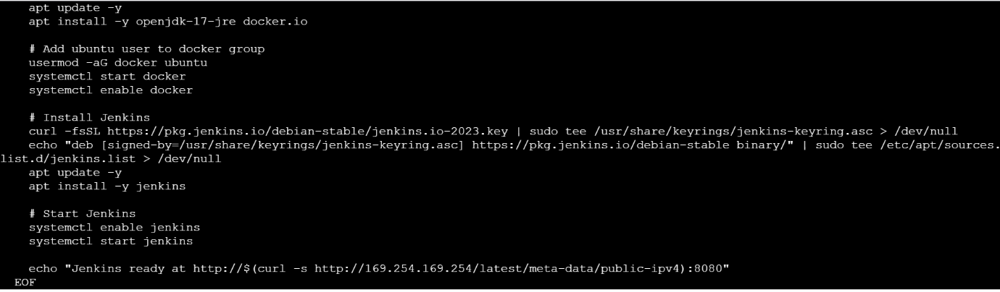 apt update -y
apt install -y openjdk-17-jre docker.io
# Add ubuntu user to docker group
usermod -aG docker ubuntu
systemctl start docker
systemctl enable docker
# Install Jenkins
curl -fsSL https://pkg.jenkins.io/debian-stable/jenkins.io-2023.key | sudo tee /usr/share/keyrings/jenkins-keyring.asc > /dev/null
echo "deb [signed-by=/usr/share/keyrings/jenkins-keyring.asc] https://pkg.jenkins.io/debian-stable binary/" | sudo tee /etc/apt/sources.
list.d/jenkins.list > /dev/null
apt update -y
apt install -y jenkins
# Start Jenkins
systemctl enable jenkins
systemctl start jenkins
echo "Jenkins ready at http://$(curl -s http://169.254.169.254/latest/meta-data/public-ipv4):8080"
EOF